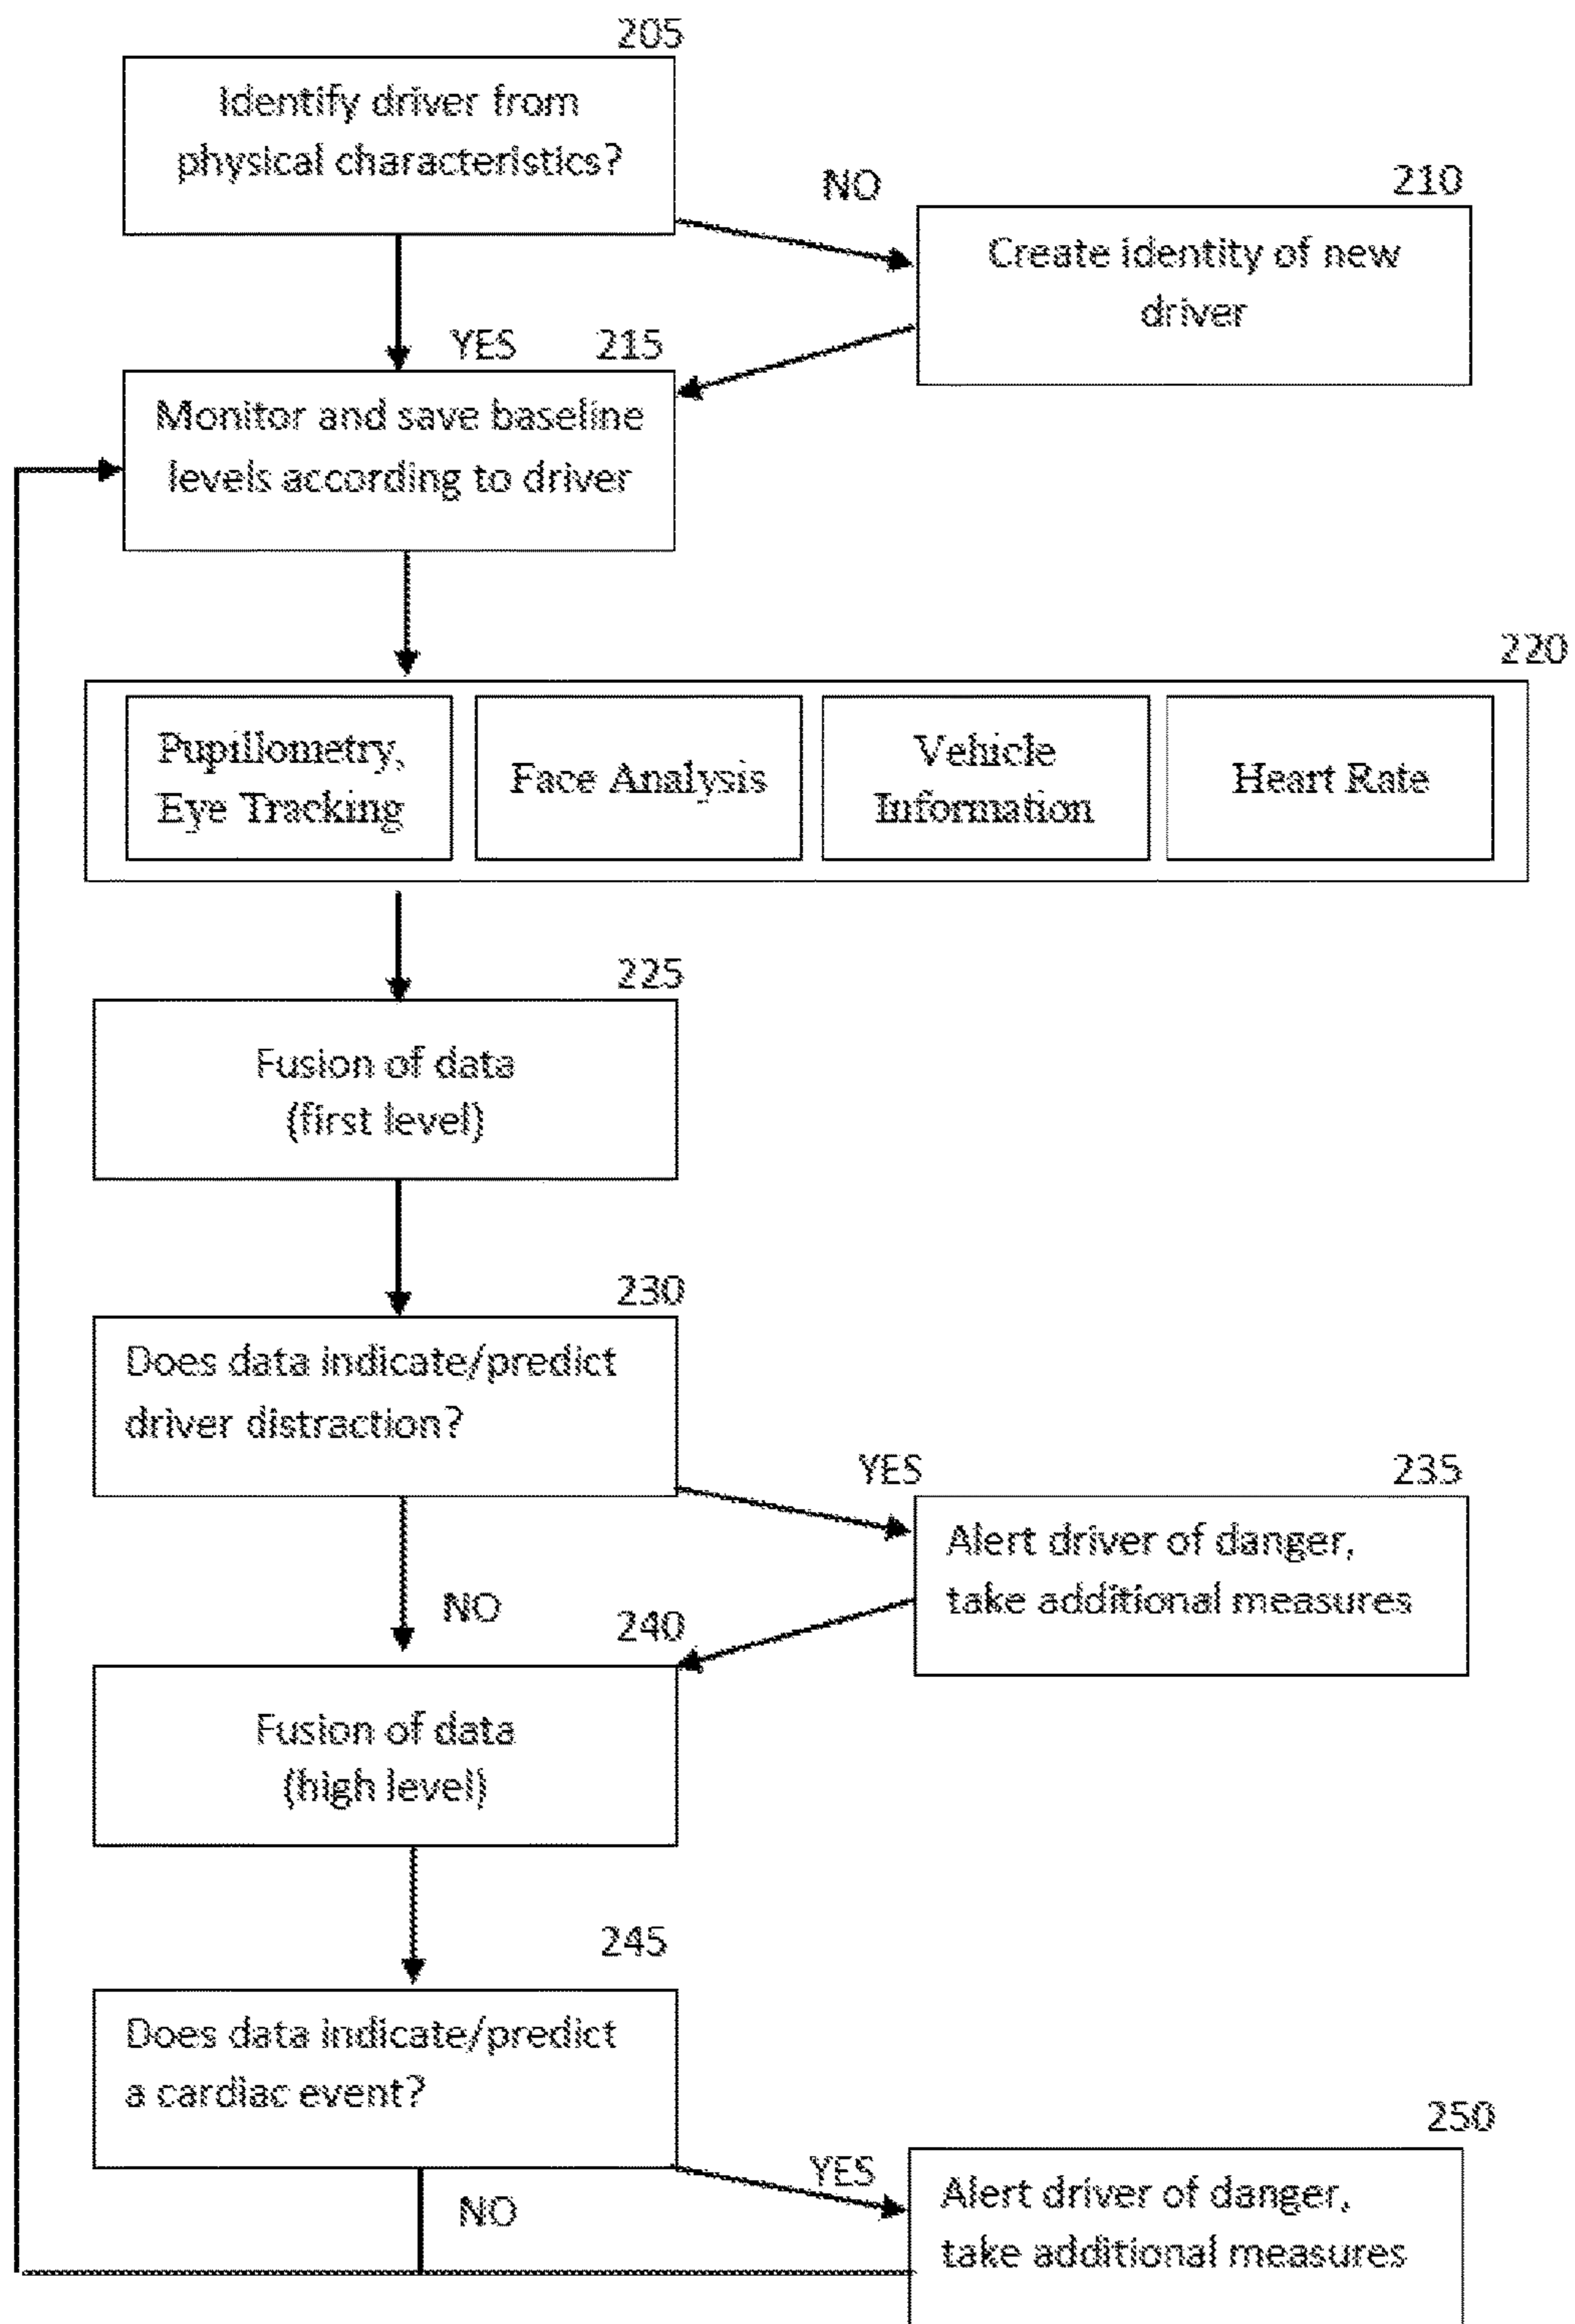 205
Identify driver from
physical characteristics?
NO
210
Create identity of new
driver
YES
215
Monitor and save baseline
levels according to driver
220
Pupillometry,
Eye Tracking
Face Analysis
Vehicle
Information
Heart Rate
225
Fusion of data
(first level)
230
Does data indicate/predict
driver distraction?
YES
235
Alert driver of danger,
take additional measures
NO
240
Fusion of data
(high level)
245
Does data indicate/predict
a cardiac event?
250
YES
NO
Alert driver of danger,
take additional measures